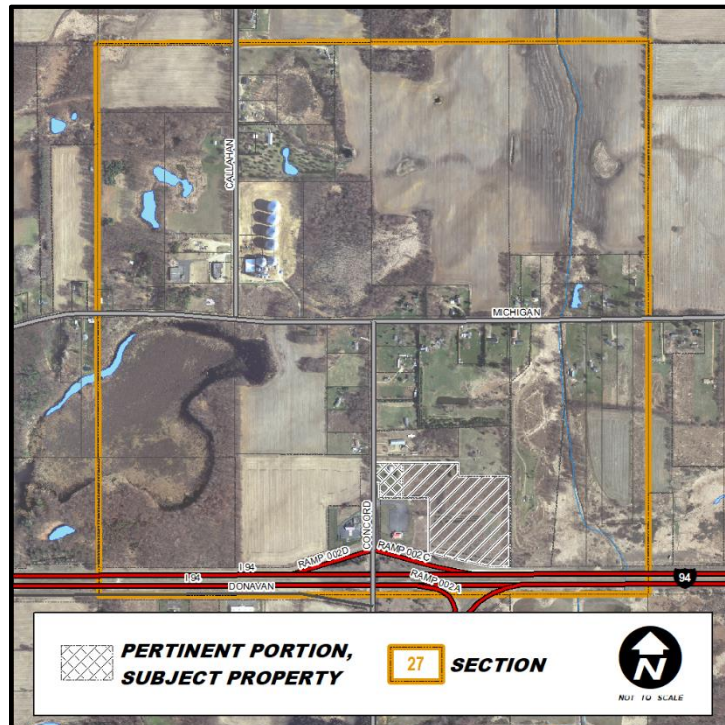 CALLAHAN
MICHIGAN
CONCORD
RAMP 002D
RAMP 002C
I 94
I 94
94
RAMP 002A
DONAVAN
PERTINENT PORTION,
SUBJECT PROPERTY
27
SECTION
N
NOT TO SCALE